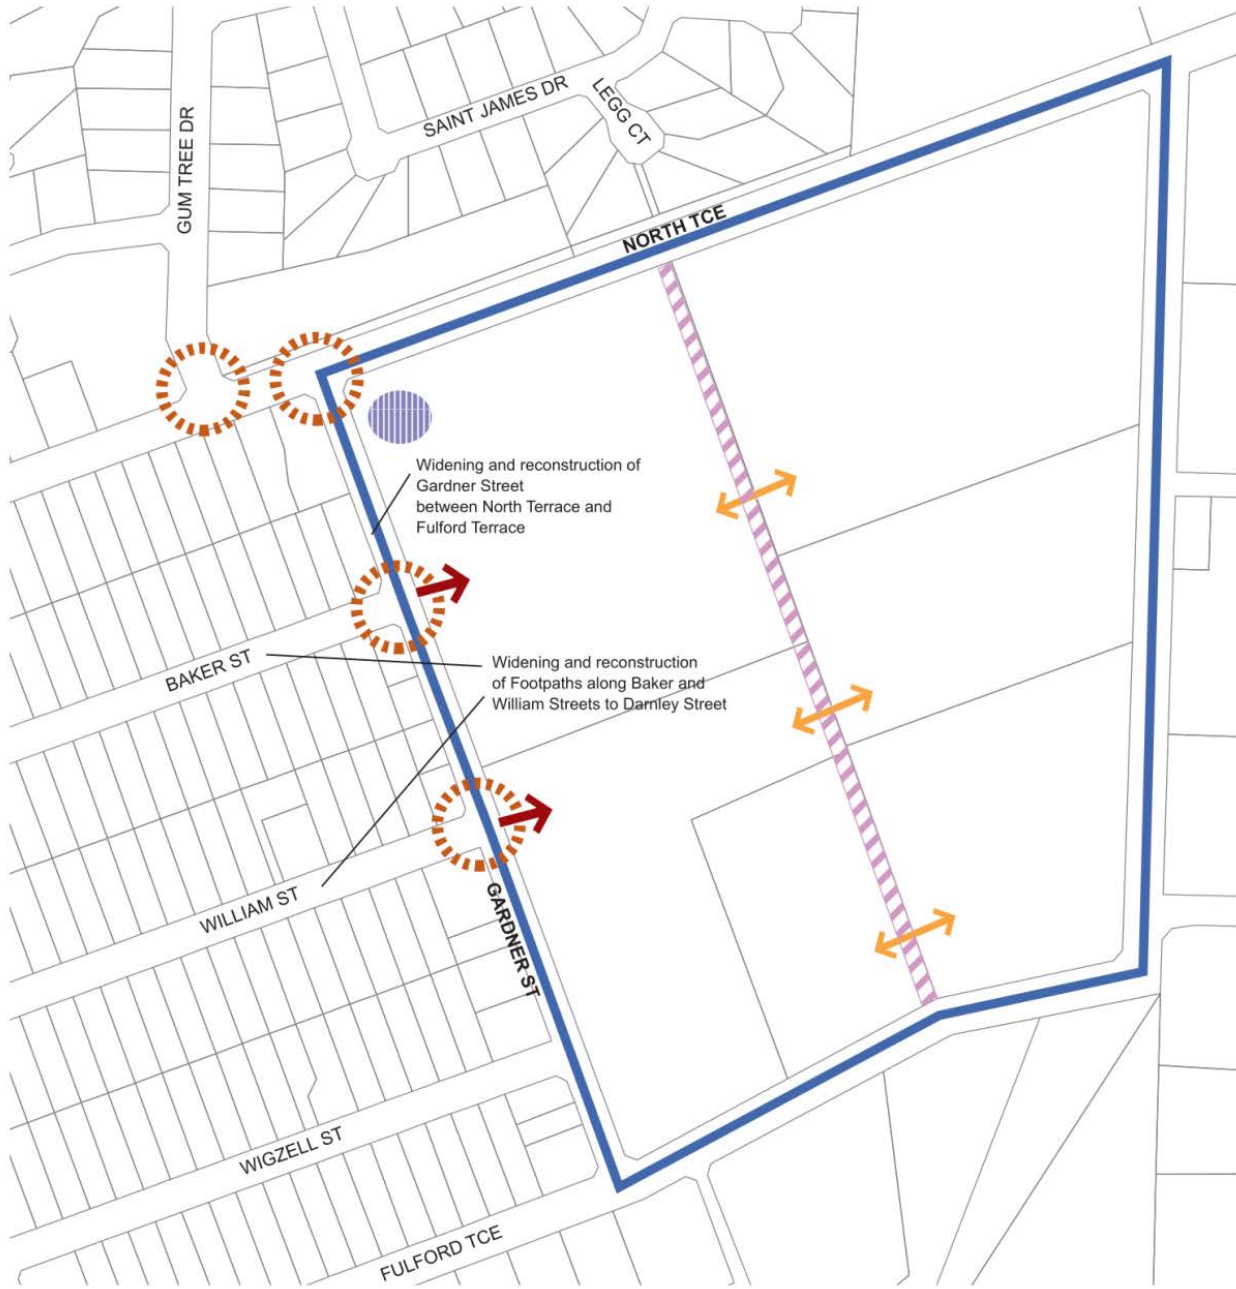 SAINT JAMES DR
LEGG CT
GUM TREE DR
NORTH TCE
Widening and reconstruction of
Gardner Street
between North Terrace and
Fulford Terrace
BAKER ST
Widening and reconstruction
of Footpaths along Baker and
William Streets to Darnley Street
WILLIAM ST
GARDNER ST
WIGZELL ST
FULFORD TCE